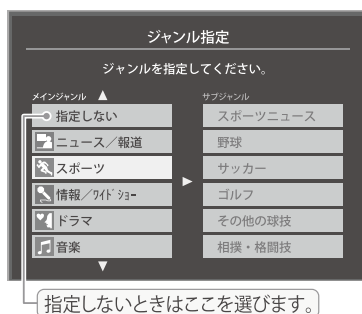 ジャンル指定
ジャンルを指定してください。
メインジャンル
指定しない
ニュース／報道
スポーツ
情報／ワイドショー
ドラマ
音楽
サブジャンル
スポーツニュース
野球
サッカー
ゴルフ
その他の球技
相撲・格闘技
指定しないときはここを選びます。